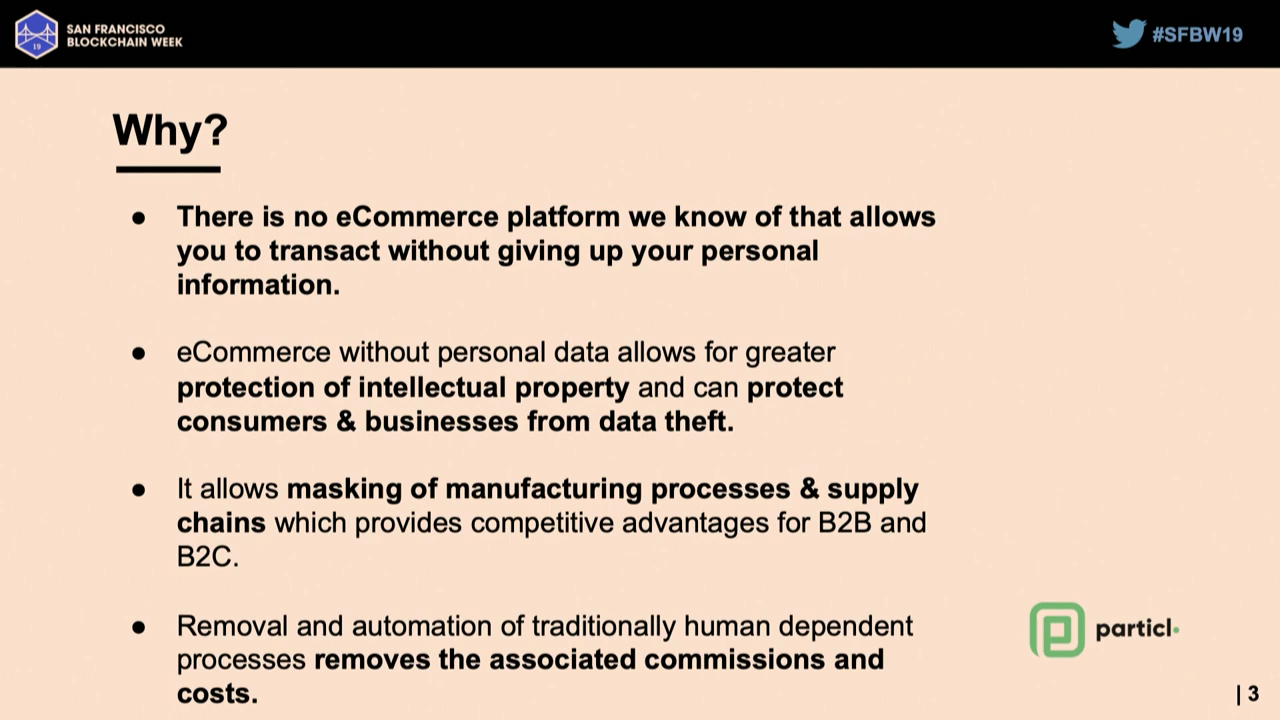 SAN FRANCISCO
BLOCKCHAIN WEEK
19
#SFBW19
Why?
● There is no eCommerce platform we know of that allows
you to transact without giving up your personal
information.
● eCommerce without personal data allows for greater
protection of intellectual property and can protect
consumers & businesses from data theft.
● It allows masking of manufacturing processes & supply
chains which provides competitive advantages for B2B and
B2C.
● Removal and automation of traditionally human dependent
processes removes the associated commissions and
costs.
particl
| 3